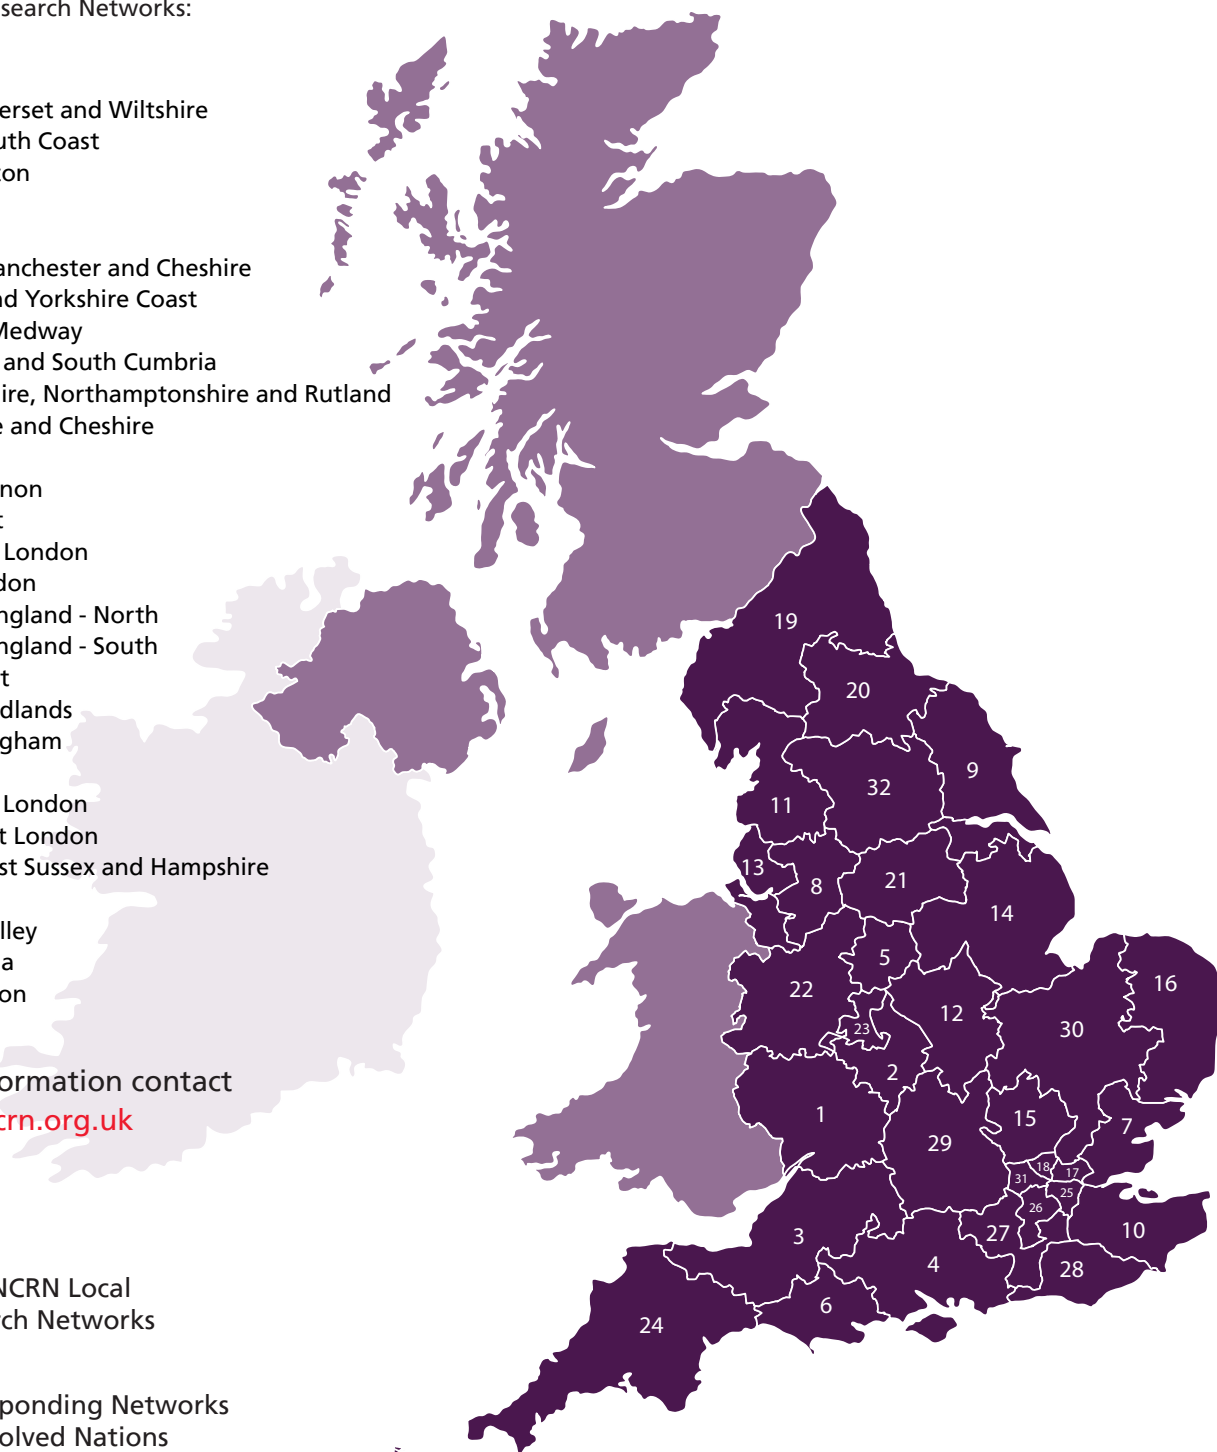 search Networks:
erset and Wiltshire
uth Coast
ton
anchester and Cheshire
nd Yorkshire Coast
Medway
and South Cumbria
ire, Northamptonshire and Rutland
e and Cheshire
non
t
London
don
ngland - North
ngland - South
t
dlands
gham
London
t London
st Sussex and Hampshire
lley
a
on
ormation contact
crn.org.uk
NCRN Local
rch Networks
ponding Networks
olved Nations
19
20
9
32
11
13
8
21
14
5
22
16
12
23
30
2
1
15
7
29
18
17
31
25
26
3
27
10
4
28
6
24